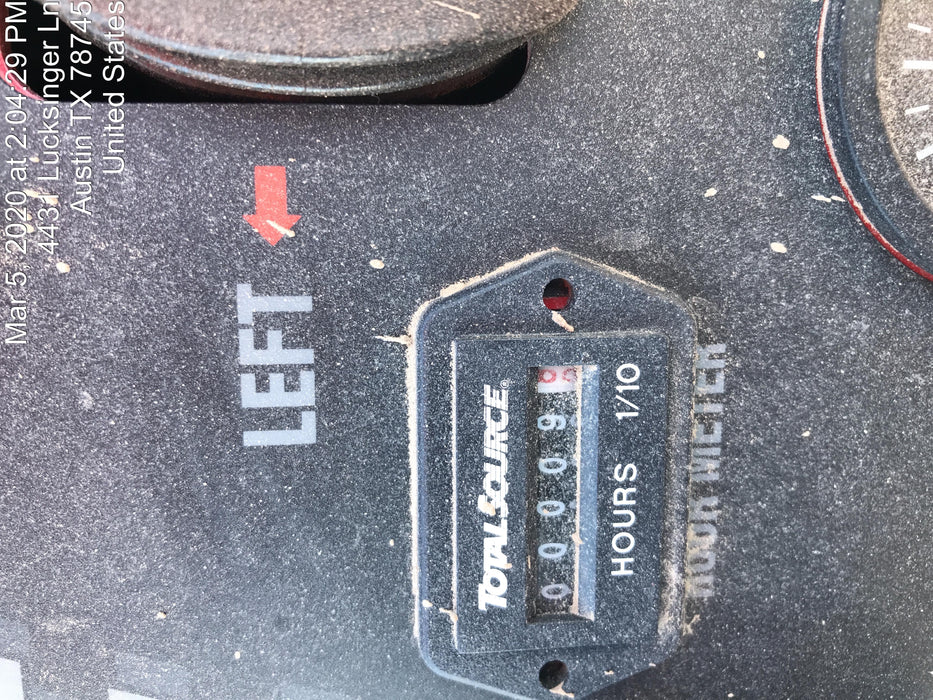 Mar 5, 2020 at 2:04:29 PM
Lucksinger Ln
Austin TX 78745
United States
LEFT
TOTALSOURCE®
00009
HOURS 1/10
HOUR METER